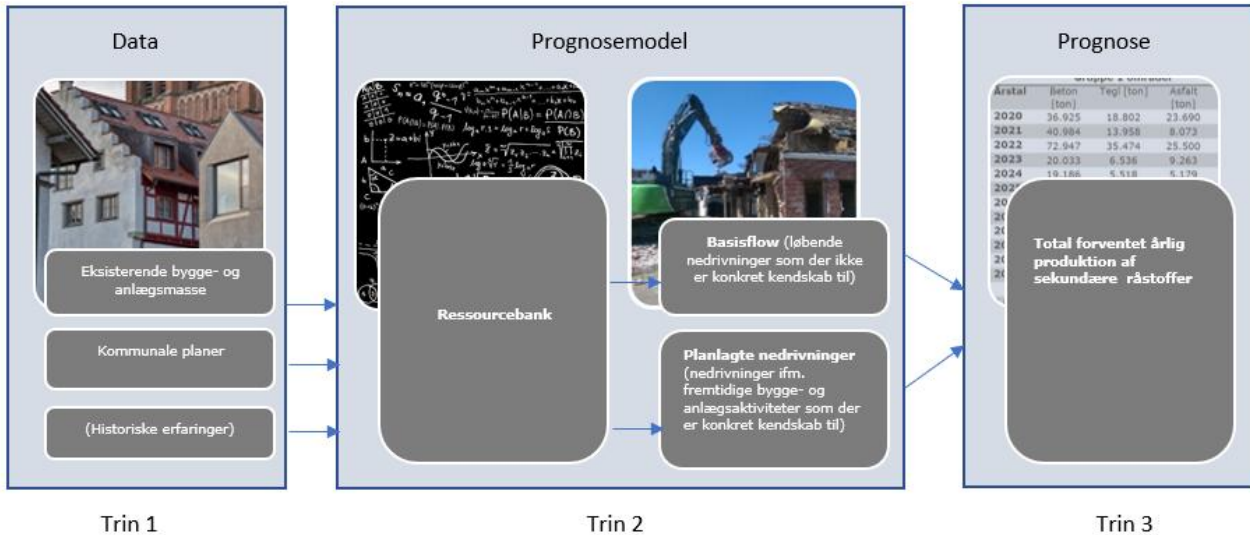 Data
Eksisterende bygge- og
anlægsmasse
Kommunale planer
(Historiske erfaringer)
Trin 1
Prognosemodel
Ressourcebank
Basisflow (løbende
nedrivninger som der ikke
er konkret kendskab til)
Planlagte nedrivninger
(nedrivninger ifm.
fremtidige bygge- og
anlægsaktiviteter som der
er konkret kendskab til)
Trin 2
Prognose
Årstal Beton Tegl (ton) Asfalt
(ton) (ton)
2020 36.925 18.802 23.690
2021 40.984 13.958 8.073
2022 72.947 35.474 25.500
2023 20.033 6.536 9.263
2024 19.186 5.518 5.179
Total forventet årlig
produktion af
sekundære råstoffer
Trin 3